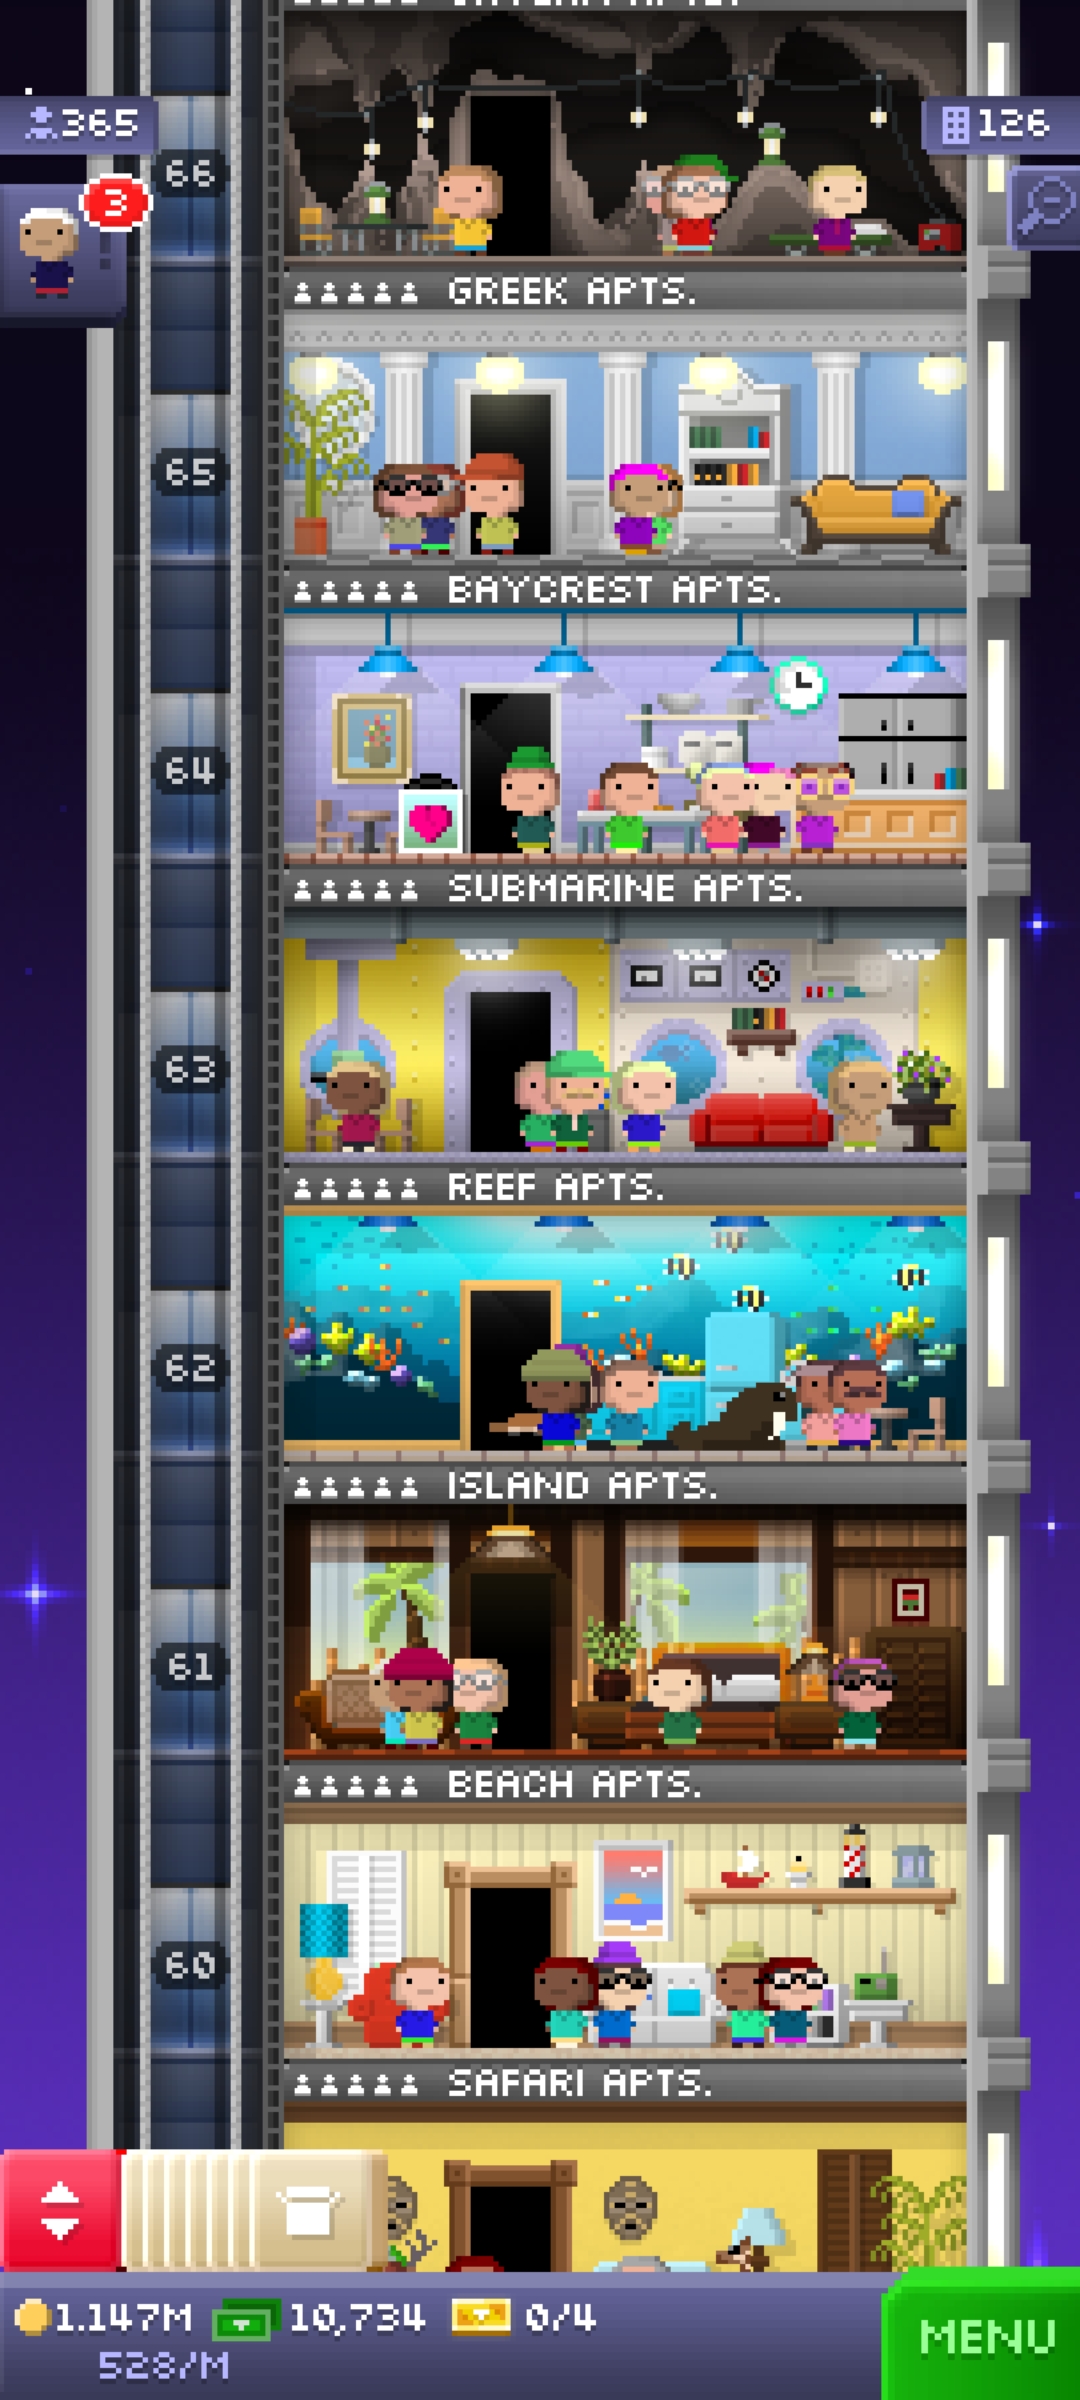 365
126
3
66
GREEK APTS.
65
BAYCREST APTS.
64
SUBMARINE APTS.
63
REEF APTS.
62
ISLAND APTS.
61
BEACH APTS.
60
SAFARI APTS.
1.147M 10,734 0/4
528/M
MENU